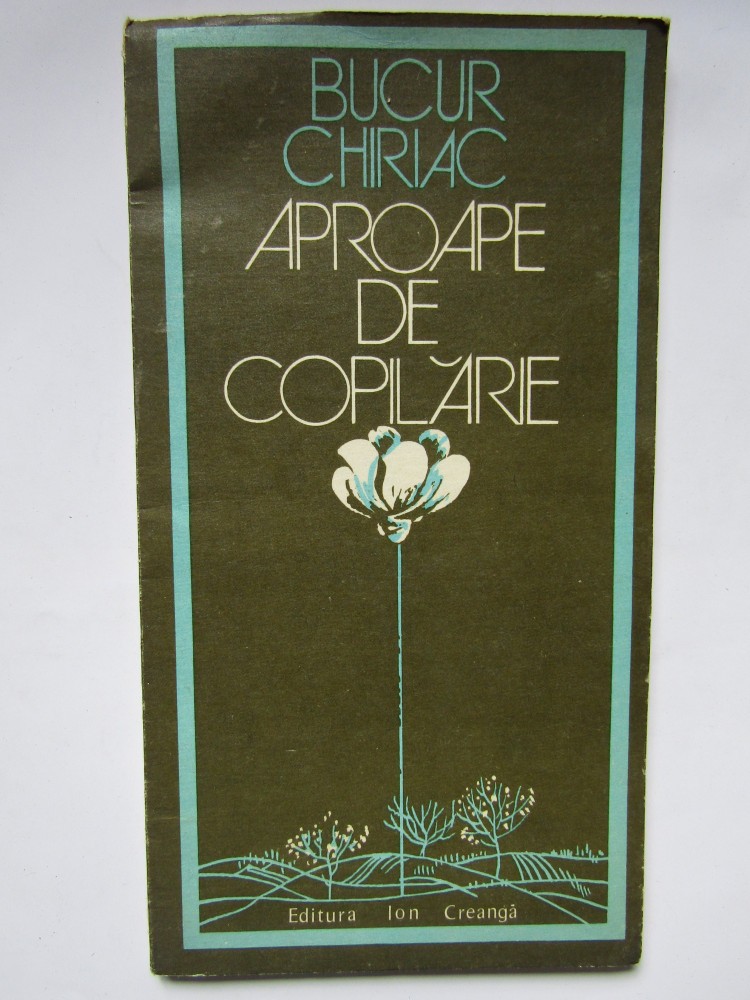 BUCUR
CHIRIAC
APROAPE
DE
COPILĂRIE
Editura Ion Creangă